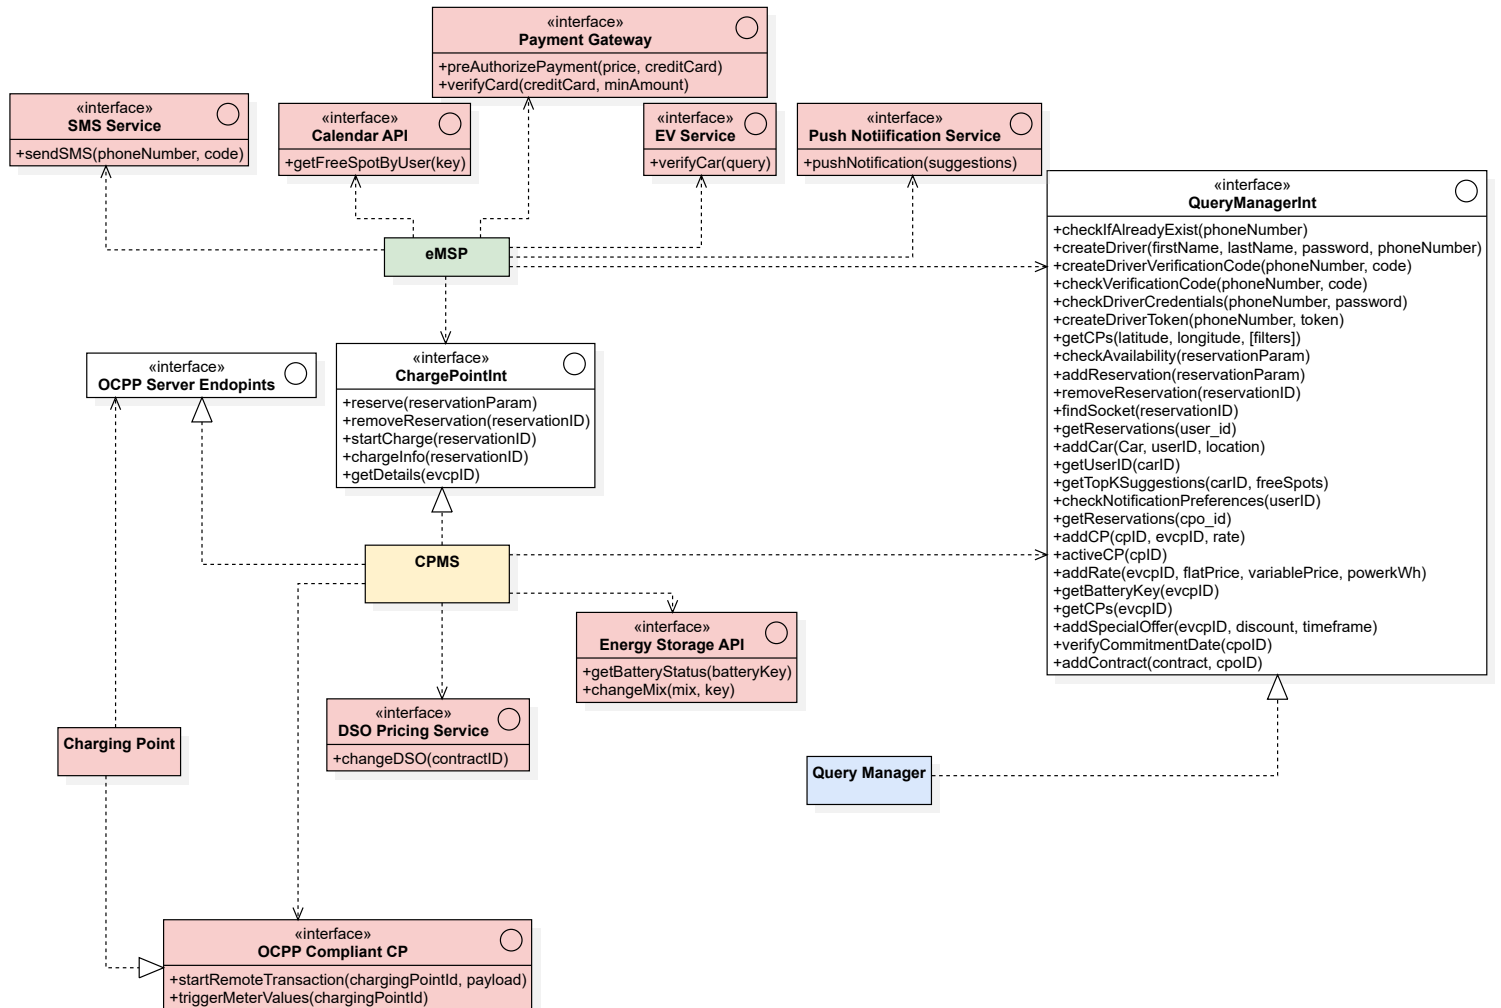 «interface»
Payment Gateway
+preAuthorizePayment(price, creditCard)
+verifyCard(creditCard, minAmount)
«interface»
SMS Service
+sendSMS(phoneNumber, code)
«interface»
Calendar API
+getFreeSpotByUser(key)
«interface»
EV Service
+verifyCar(query)
«interface»
Push Notiification Service
+pushNotification(suggestions)
«interface»
QueryManagerInt
+checkIfAlreadyExist(phoneNumber)
+createDriver(firstName, lastName, password, phoneNumber)
+createDriverVerificationCode(phoneNumber, code)
+checkVerificationCode(phoneNumber, code)
+checkDriverCredentials(phoneNumber, password)
+createDriverToken(phoneNumber, token)
+getCPs(latitude, longitude, [filters])
+checkAvailability(reservationParam)
+addReservation(reservationParam)
+removeReservation(reservationID)
+findSocket(reservationID)
+getReservations(user_id)
+addCar(Car, userID, location)
+getUserID(carID)
+getTopKSuggestions(carID, freeSpots)
+checkNotificationPreferences(userID)
+getReservations(cpo_id)
+addCP(cpID, evcpID, rate)
+activeCP(cpID)
+addRate(evcpID, flatPrice, variablePrice, powerkWh)
+getBatteryKey(evcpID)
+getCPs(evcpID)
+addSpecialOffer(evcpID, discount, timeframe)
+verifyCommitmentDate(cpoID)
+addContract(contract, cpoID)
eMSP
«interface»
OCPP Server Endopints
«interface»
ChargePointInt
+reserve(reservationParam)
+removeReservation(reservationID)
+startCharge(reservationID)
+chargeInfo(reservationID)
+getDetails(evcpID)
CPMS
«interface»
Energy Storage API
+getBatteryStatus(batteryKey)
+changeMix(mix, key)
«interface»
DSO Pricing Service
+changeDSO(contractID)
Charging Point
Query Manager
«interface»
OCPP Compliant CP
+startRemoteTransaction(chargingPointId, payload)
+triggerMeterValues(chargingPointId)